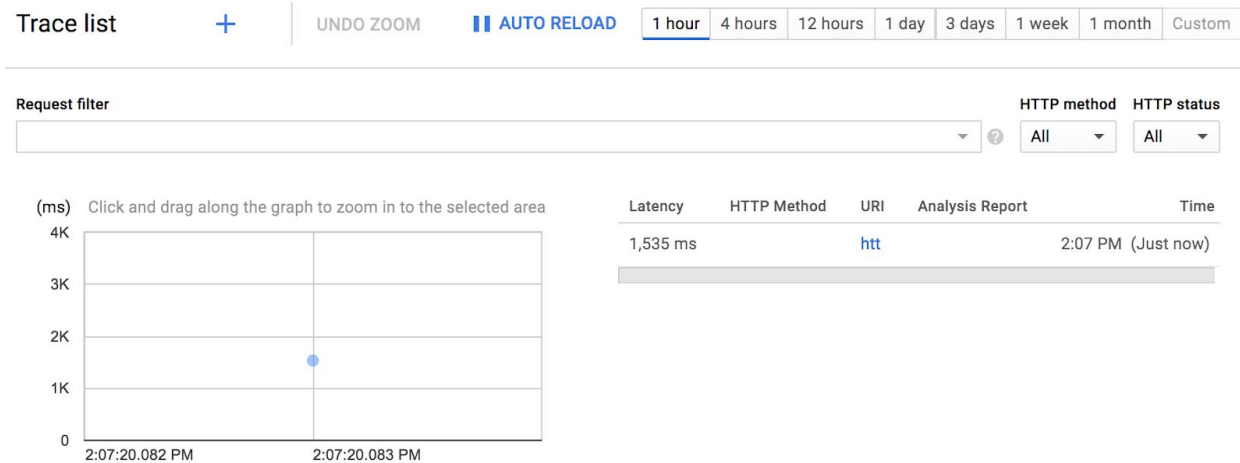 Trace list + UNDO ZOOM AUTO RELOAD 1 hour 4 hours 12 hours 1 day 3 days 1 week 1 month Custom
Request filter HTTP method HTTP status
? All All
(ms) Click and drag along the graph to zoom in to the selected area
Latency HTTP Method URI Analysis Report Time
1,535 ms htt 2:07 PM (Just now)
4K
3K
2K
1K
0
2:07:20.082 PM 2:07:20.083 PM